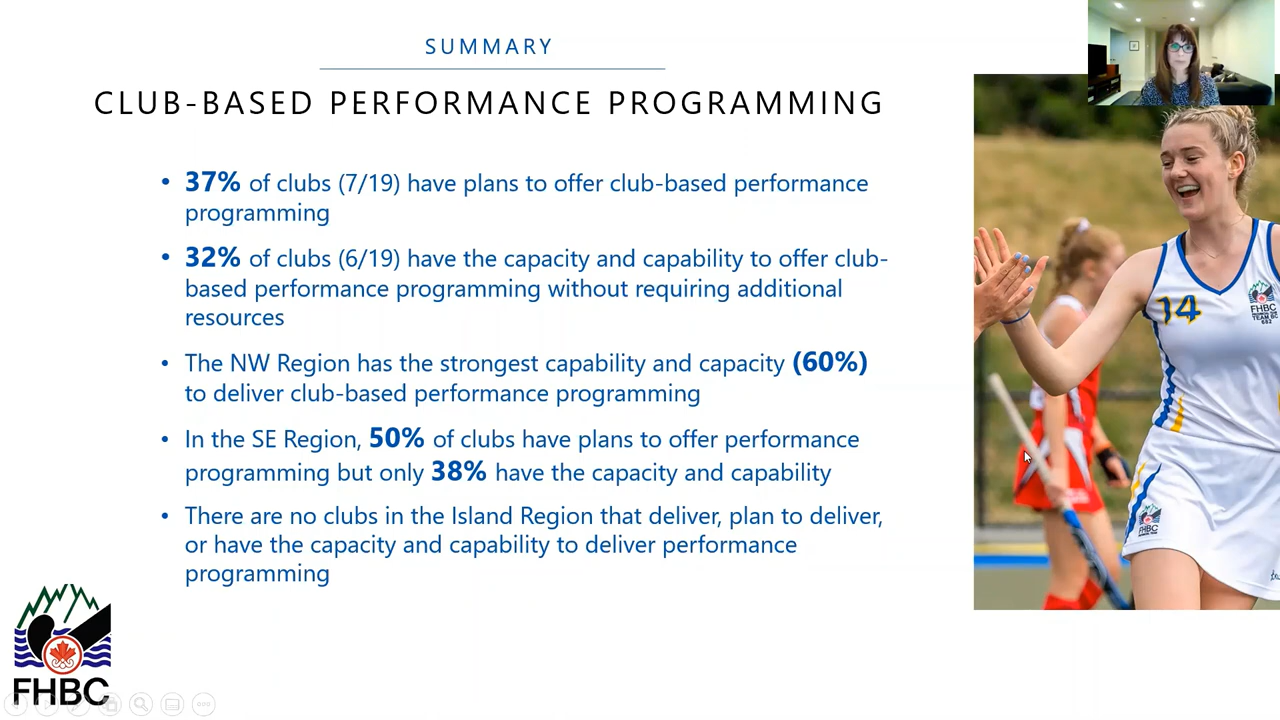 SUMMARY
CLUB-BASED PERFORMANCE PROGRAMMING
• 37% of clubs (7/19) have plans to offer club-based performance
programming
• 32% of clubs (6/19) have the capacity and capability to offer club-
based performance programming without requiring additional
resources
• The NW Region has the strongest capability and capacity (60%)
to deliver club-based performance programming
• In the SE Region, 50% of clubs have plans to offer performance
programming but only 38% have the capacity and capability
• There are no clubs in the Island Region that deliver, plan to deliver,
or have the capacity and capability to deliver performance
programming
14
FHBC
TEAM BC
FHBC
FHBC